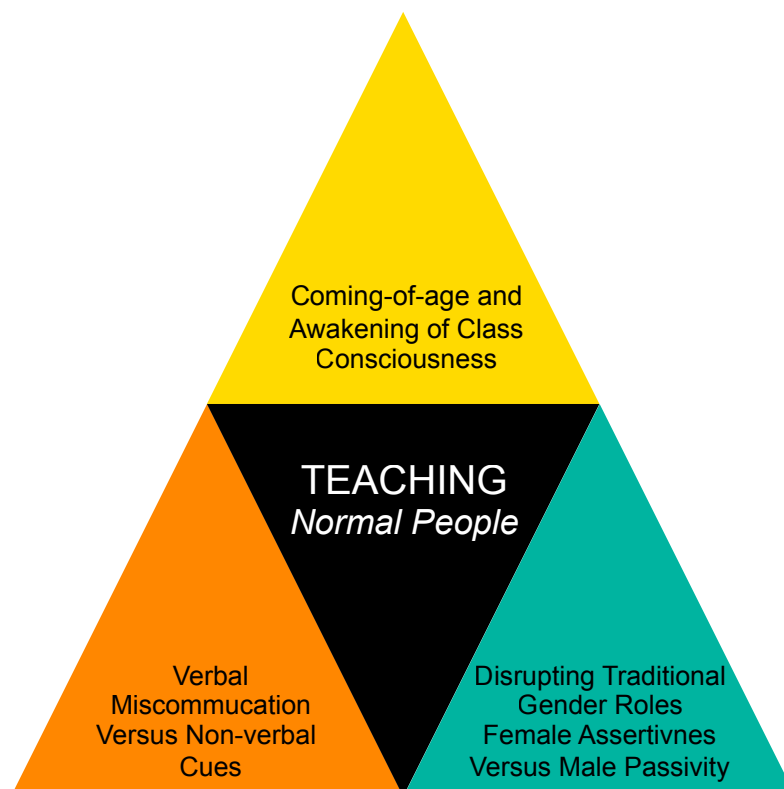 Coming-of-age and
Awakening of Class
Consciousness
TEACHING
Normal People
Verbal
Miscommucation
Versus Non-verbal
Cues
Disrupting Traditional
Gender Roles
Female Assertivnes
Versus Male Passivity